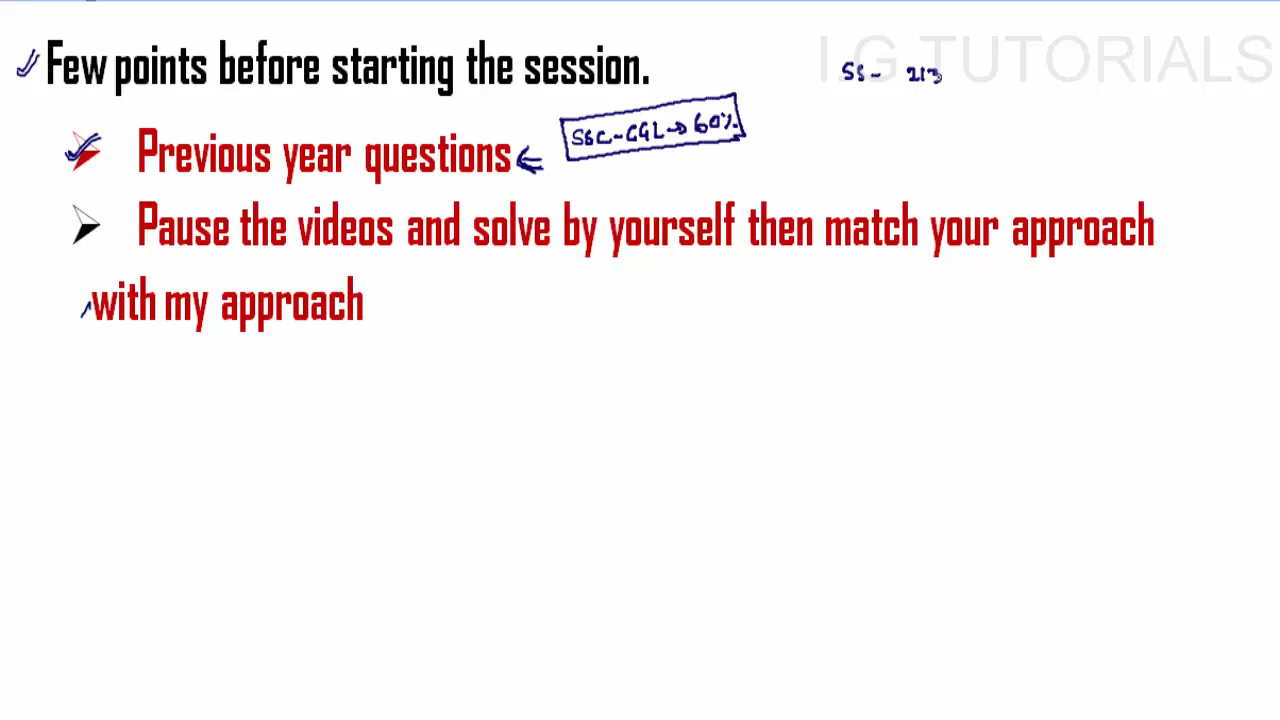 Few points before starting the session.
I.G TUTORIALS
SSC-CGL→60%.
Previous year questions
Pause the videos and solve by yourself then match your approach
with my approach